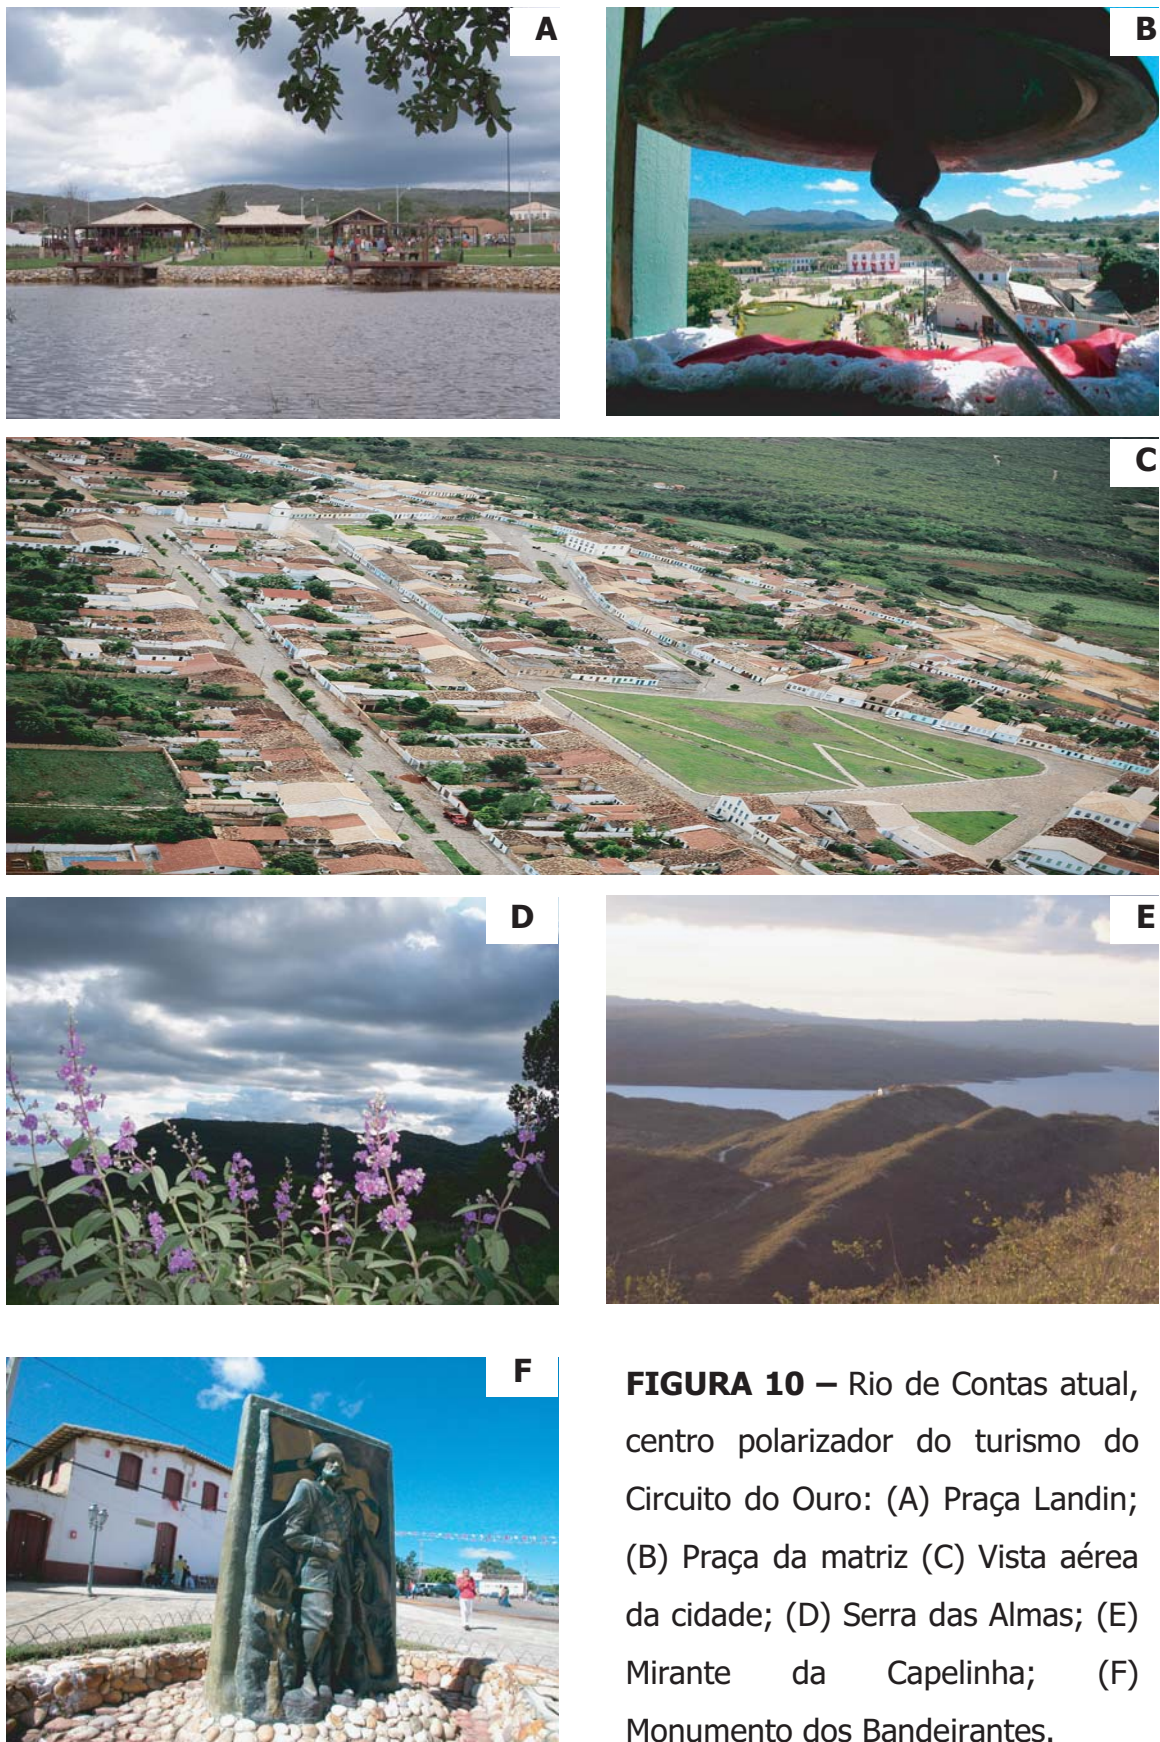 A
B
C
D
E
F
FIGURA 10 – Rio de Contas atual,
centro polarizador do turismo do
Circuito do Ouro: (A) Praça Landin;
(B) Praça da matriz (C) Vista aérea
da cidade; (D) Serra das Almas; (E)
Mirante da Capelinha; (F)
Monumento dos Bandeirantes.